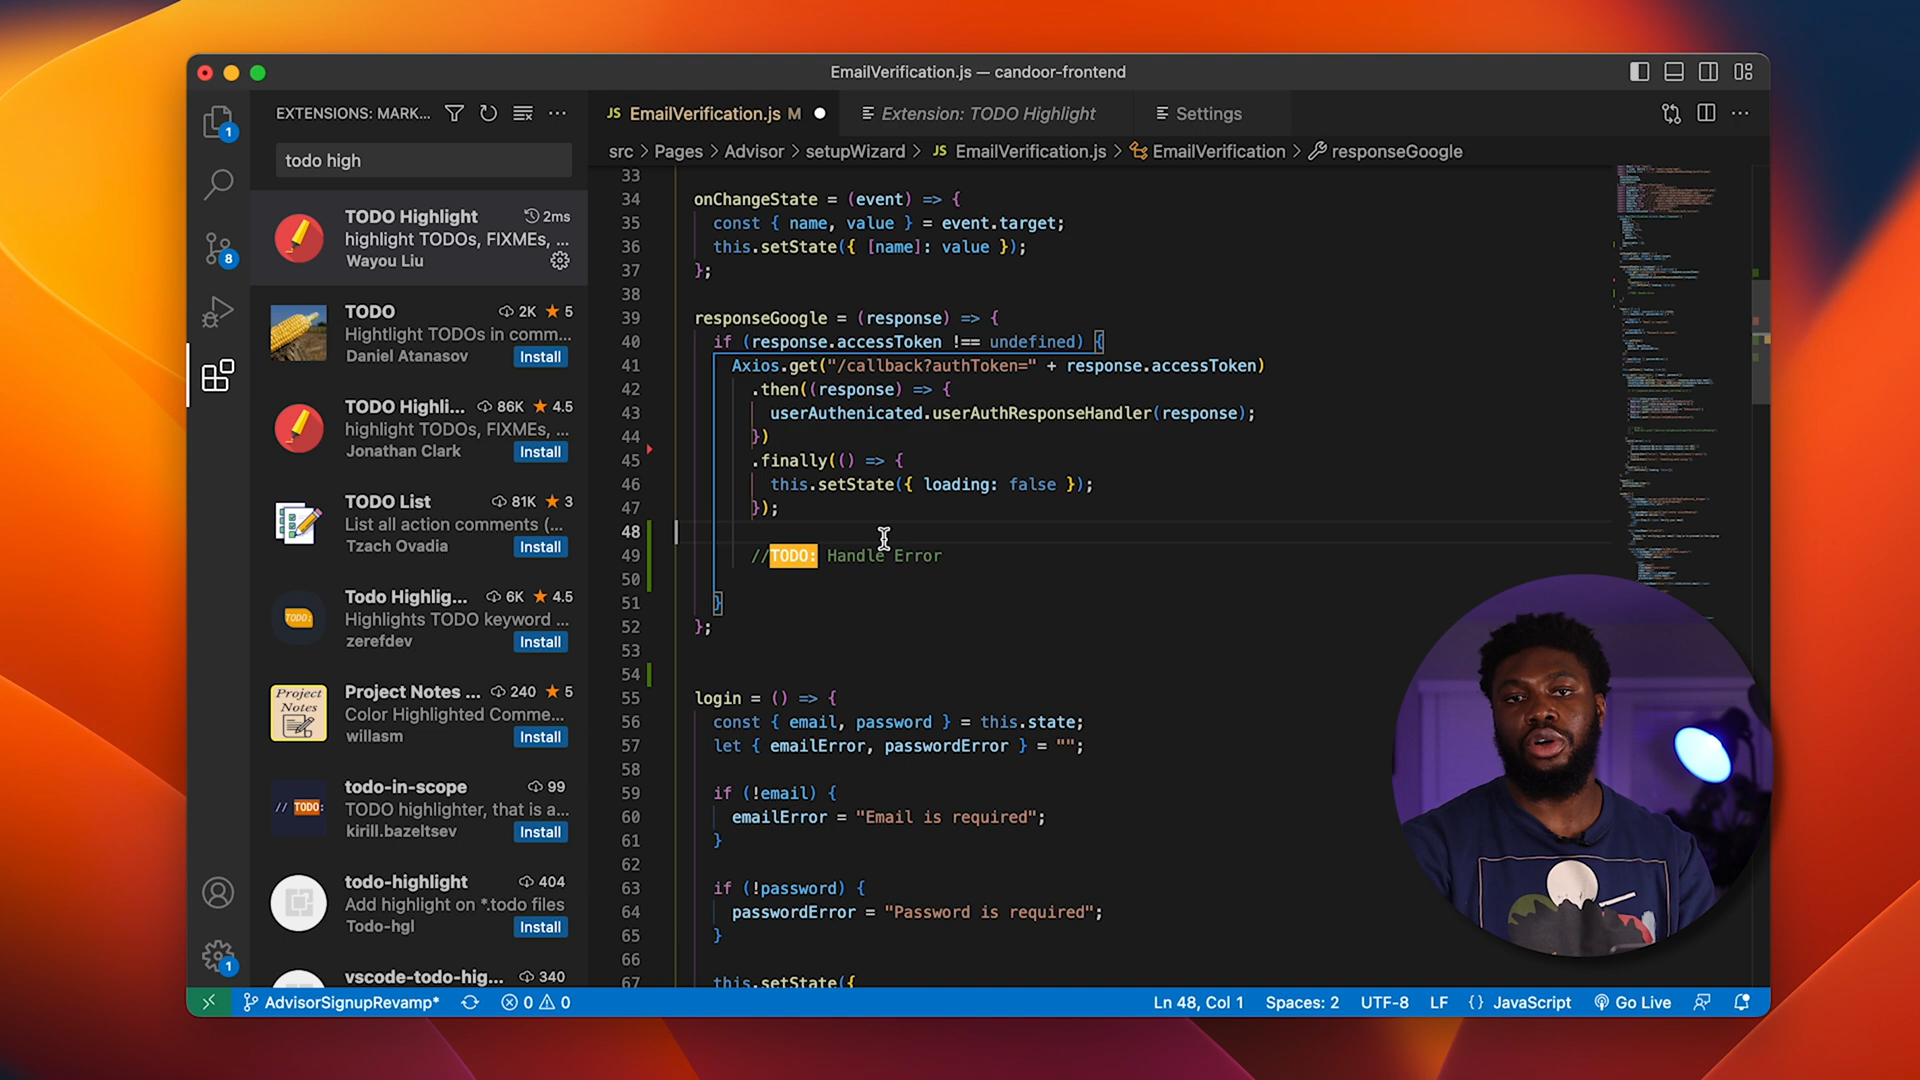 EmailVerification.js — candoor-frontend
EXTENSIONS: MARK...
todo high
TODO Highlight 2ms
highlight TODOs, FIXMEs, ...
Wayou Liu
TODO 2K ★ 5
Hightlight TODOs in comm...
Daniel Atanasov Install
TODO Highli... 86K ★ 4.5
highlight TODOs, FIXMEs, ...
Jonathan Clark Install
TODO List 81K ★ 3
List all action comments (...
Tzach Ovadia Install
Todo Highlig... 6K ★ 4.5
Highlights TODO keyword ...
zerefdev Install
Project Notes ... 240 ★ 5
Color Highlighted Comme...
willasm Install
todo-in-scope 99
TODO highlighter, that is a...
kirill.bazeltsev Install
todo-highlight 404
Add highlight on *.todo files
Todo-hgl Install
vscode-todo-hig... 340
TODO:
Project
Notes
// TODO:
1
8
1
JS EmailVerification.js M
Extension: TODO Highlight
Settings
src > Pages > Advisor > setupWizard > JS EmailVerification.js > EmailVerification > responseGoogle
33
34 onChangeState = (event) => {
35 const { name, value } = event.target;
36 this.setState({ [name]: value });
37 };
38
39 responseGoogle = (response) => {
40 if (response.accessToken !== undefined) {
41 Axios.get("/callback?authToken=" + response.accessToken)
42 .then((response) => {
43 userAuthenicated.userAuthResponseHandler(response);
44 })
45 .finally(() => {
46 this.setState({ loading: false });
47 });
48
49 //TODO: Handle Error
50
51 }
52 };
53
54
55 login = () => {
56 const { email, password } = this.state;
57 let { emailError, passwordError } = "";
58
59 if (!email) {
60 emailError = "Email is required";
61 }
62
63 if (!password) {
64 passwordError = "Password is required";
65 }
66
67 this.setState({
AdvisorSignupRevamp* 0 0
Ln 48, Col 1 Spaces: 2 UTF-8 LF {} JavaScript Go Live